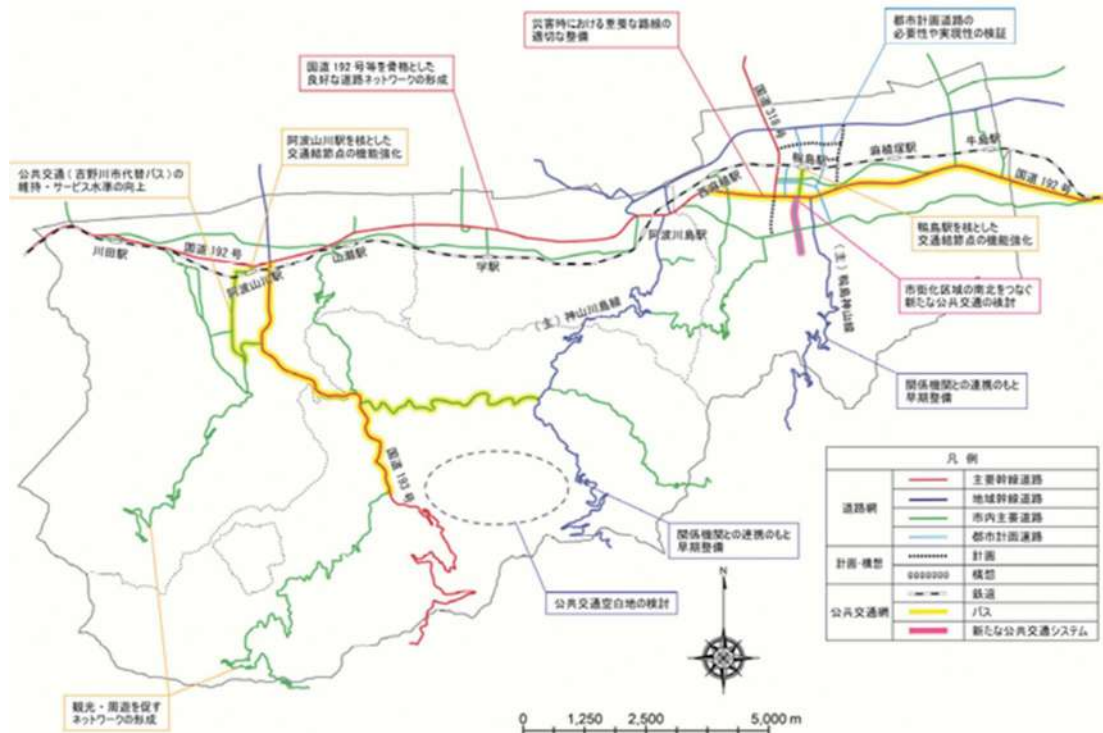 災害時における重要な路線の
適切な整備
都市計画道路の
必要性や実現性の検証
国道192号等を骨格とした
良好な道路ネットワークの形成
国道318号
阿波山川駅を核とした
交通結節点の機能強化
公共交通(吉野川市代替バス)の
維持・サービス水準の向上
牛島駅
麻植塚駅
鴨島駅
西麻植駅
国道192号
阿波川島駅
鴨島駅を核とした
交通結節点の機能強化
川田駅
国道192号
山瀬駅
学駅
阿波山川駅
市街化区域の南北をつなぐ
新たな公共交通の検討
(主)神山川島線
(主)鴨島神山線
関係機関との連携のもと
早期整備
国道193号
関係機関との連携のもと
早期整備
公共交通空白地の検討
観光・周遊を促す
ネットワークの形成
凡例
道路網
主要幹線道路
地域幹線道路
市内主要道路
都市計画道路
計画・構想
計画
構想
公共交通網
鉄道
バス
新たな公共交通システム
N
0 1,250 2,500 5,000 m